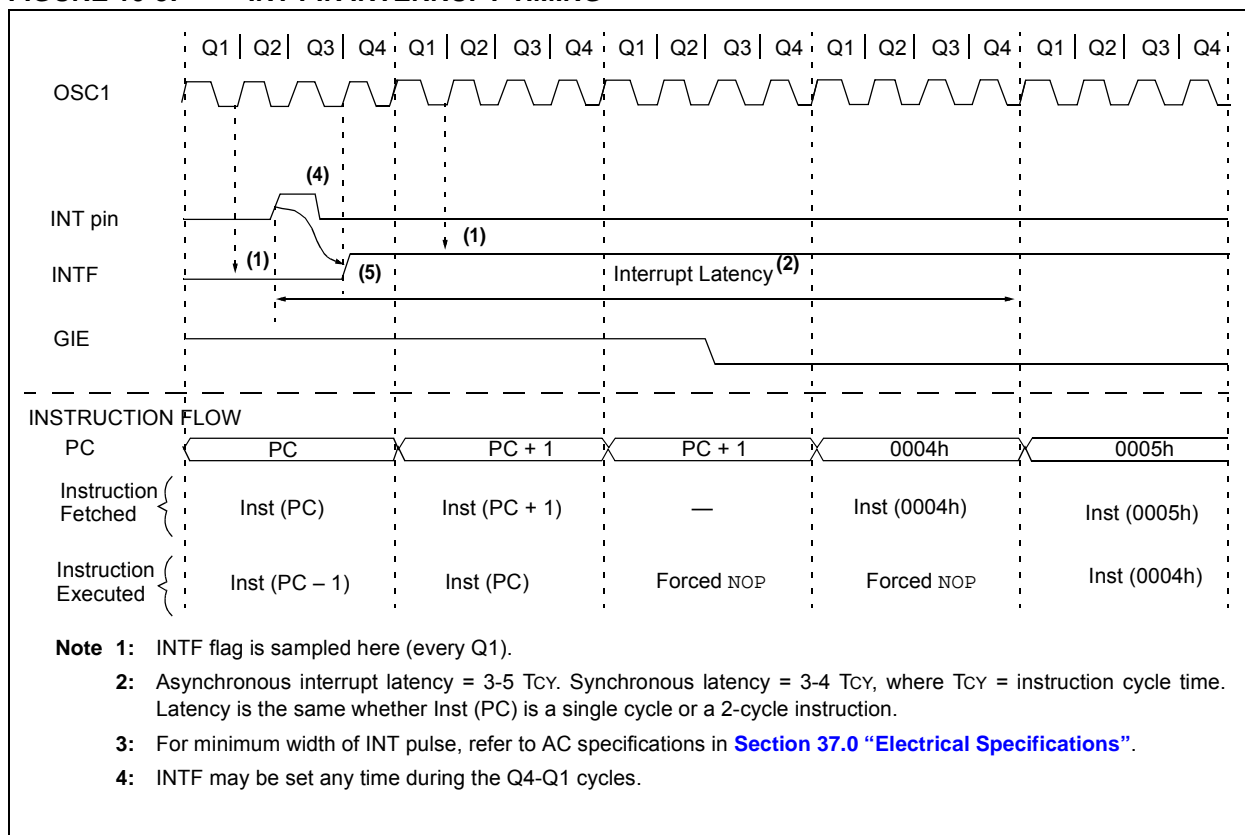 Q1 | Q2 | Q3 | Q4 Q1 | Q2 | Q3 | Q4 Q1 | Q2 | Q3 | Q4 Q1 | Q2 | Q3 | Q4 Q1 | Q2 | Q3 | Q4
OSC1
(4)
INT pin
(1)
(1)
INTF
(5)
Interrupt Latency (2)
GIE
INSTRUCTION FLOW
PC PC PC + 1 PC + 1 0004h 0005h
Instruction
Fetched
Inst (PC) Inst (PC + 1) — Inst (0004h) Inst (0005h)
Instruction
Executed
Inst (PC – 1) Inst (PC) Forced NOP Forced NOP Inst (0004h)
Note 1: INTF flag is sampled here (every Q1).
2: Asynchronous interrupt latency = 3-5 TCY. Synchronous latency = 3-4 TCY, where TCY = instruction cycle time.
Latency is the same whether Inst (PC) is a single cycle or a 2-cycle instruction.
3: For minimum width of INT pulse, refer to AC specifications in Section 37.0 “Electrical Specifications”.
4: INTF may be set any time during the Q4-Q1 cycles.